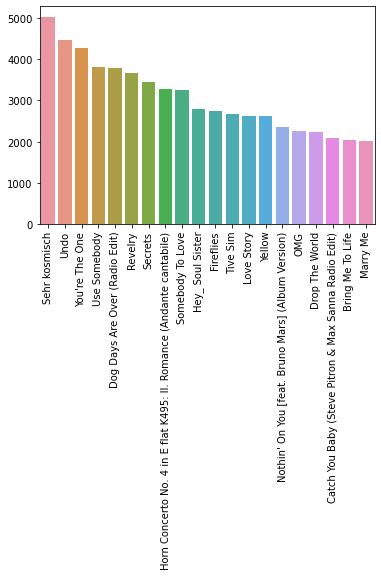 5000
4000
3000
2000
1000
0
Sehr kosmisch
Undo
You're The One
Use Somebody
Dog Days Are Over (Radio Edit)
Revelry
Secrets
Horn Concerto No. 4 in E flat K495: II. Romance (Andante cantabile)
Somebody To Love
Hey_ Soul Sister
Fireflies
Tive Sim
Love Story
Yellow
Nothin' On You [feat. Bruno Mars] (Album Version)
OMG
Drop The World
Catch You Baby (Steve Pitron & Max Sanna Radio Edit)
Bring Me To Life
Marry Me